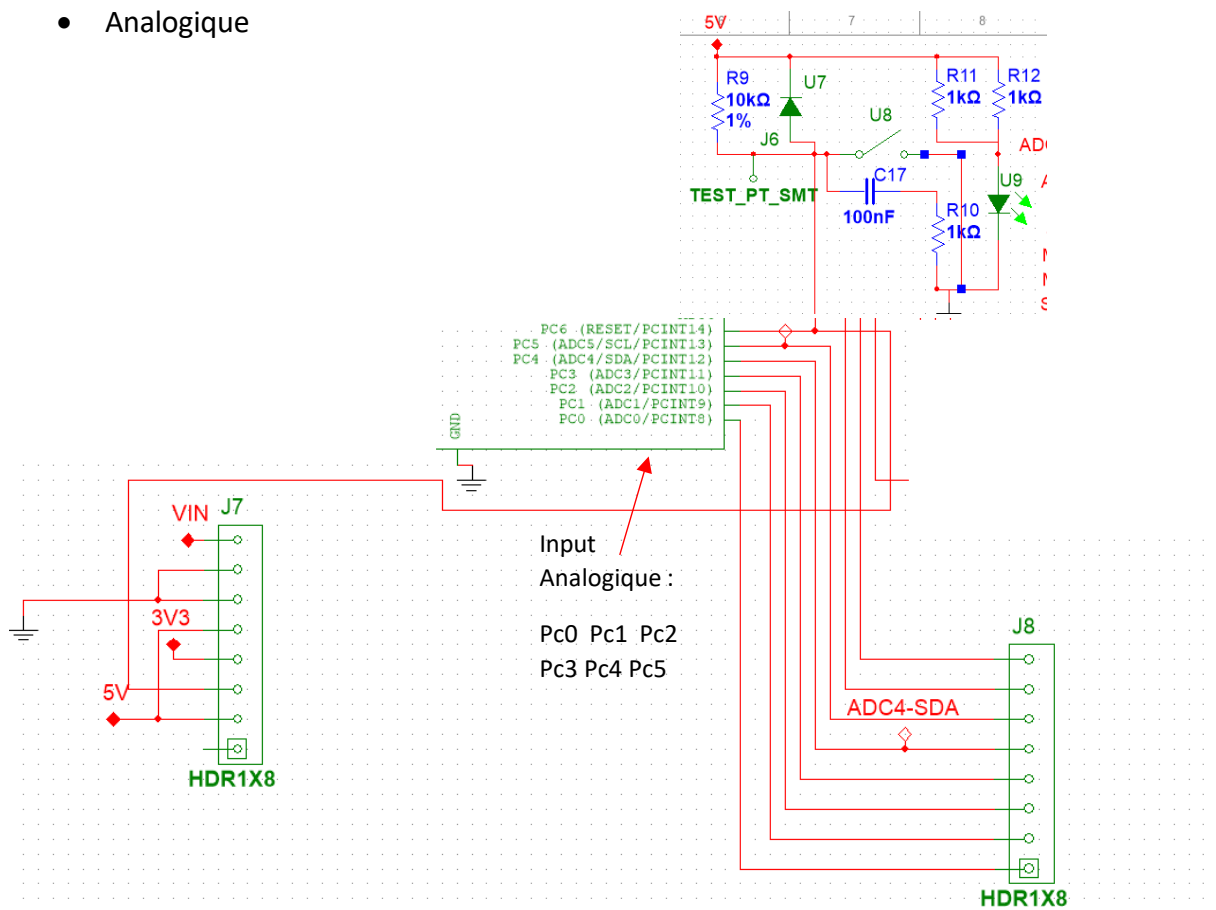 • Analogique
5V
7
8
R9
10kΩ
1%
U7
R11
1kΩ
R12
1kΩ
J6
U8
TEST_PT_SMT
C17
100nF
R10
1kΩ
U9
PC6 (RESET/PCINT14)
PC5 (ADC5/SCL/PCINT13)
PC4 (ADC4/SDA/PCINT12)
PC3 (ADC3/PCINT11)
PC2 (ADC2/PCINT10)
PC1 (ADC1/PCINT9)
PC0 (ADC0/PCINT8)
GND
J7
VIN
3V3
5V
HDR1X8
Input
Analogique :
Pc0 Pc1 Pc2
Pc3 Pc4 Pc5
J8
ADC4-SDA
HDR1X8